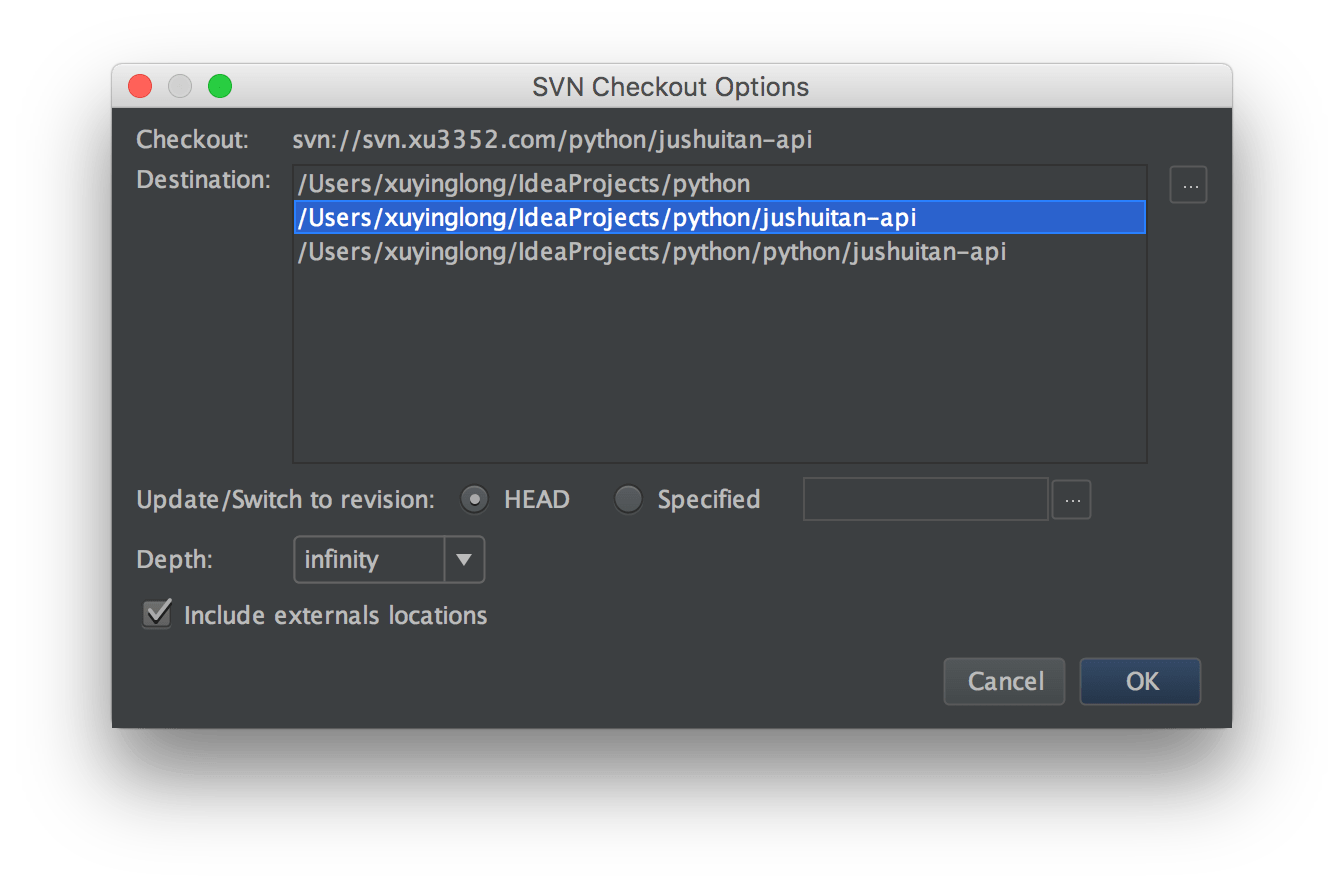 SVN Checkout Options
Checkout: svn://svn.xu3352.com/python/jushuitan-api
Destination: /Users/xuyinglong/IdeaProjects/python
/Users/xuyinglong/IdeaProjects/python/jushuitan-api
/Users/xuyinglong/IdeaProjects/python/python/jushuitan-api
...
Update/Switch to revision: HEAD Specified ...
Depth: infinity
Include externals locations
Cancel OK